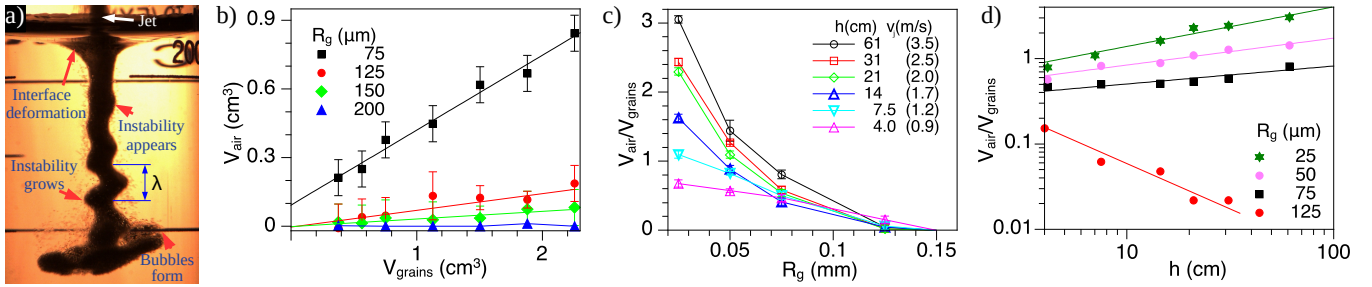 a)
Jet
200
Interface
deformation
Instability
appears
Instability
grows
λ
Bubbles
form
b)
0.9
0.6
0.3
0
V_air (cm³)
R_g (μm)
75
125
150
200
1 2
V_grains (cm³)
c)
3
2
1
0
V_air/V_grains
h(cm) v_j(m/s)
61 (3.5)
31 (2.5)
21 (2.0)
14 (1.7)
7.5 (1.2)
4.0 (0.9)
0.05 0.10 0.15
R_g (mm)
d)
1
0.1
0.01
V_air/V_grains
R_g (μm)
25
50
75
125
10 100
h (cm)